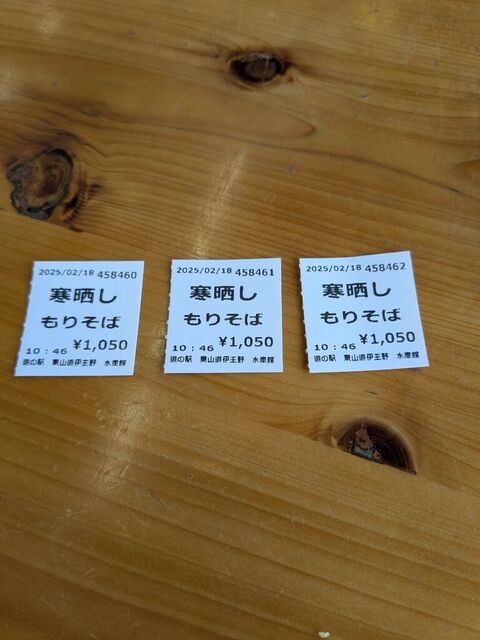 2025/02/18 458460
寒晒し
もりそば
¥1,050
10:46
道の駅 東山道伊王野 水車館
2025/02/18 458461
寒晒し
もりそば
¥1,050
10:46
道の駅 東山道伊王野 水車館
2025/02/18 458462
寒晒し
もりそば
¥1,050
10:46
道の駅 東山道伊王野 水車館